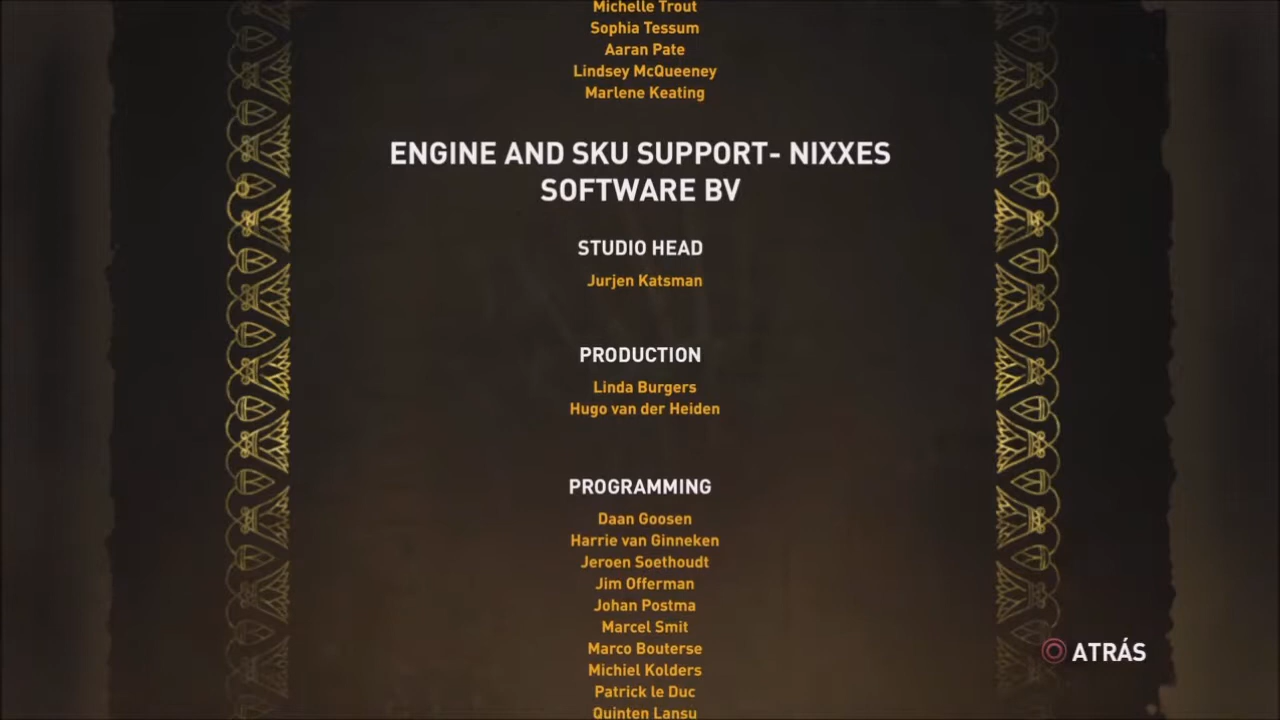 Michelle Trout
Sophia Tessum
Aaran Pate
Lindsey McQueeney
Marlene Keating
ENGINE AND SKU SUPPORT- NIXXES
SOFTWARE BV
STUDIO HEAD
Jurjen Katsman
PRODUCTION
Linda Burgers
Hugo van der Heiden
PROGRAMMING
Daan Goosen
Harrie van Ginneken
Jeroen Soethoudt
Jim Offerman
Johan Postma
Marcel Smit
Marco Bouterse
Michiel Kolders
Patrick le Duc
Quinten Lansu
ATRÁS